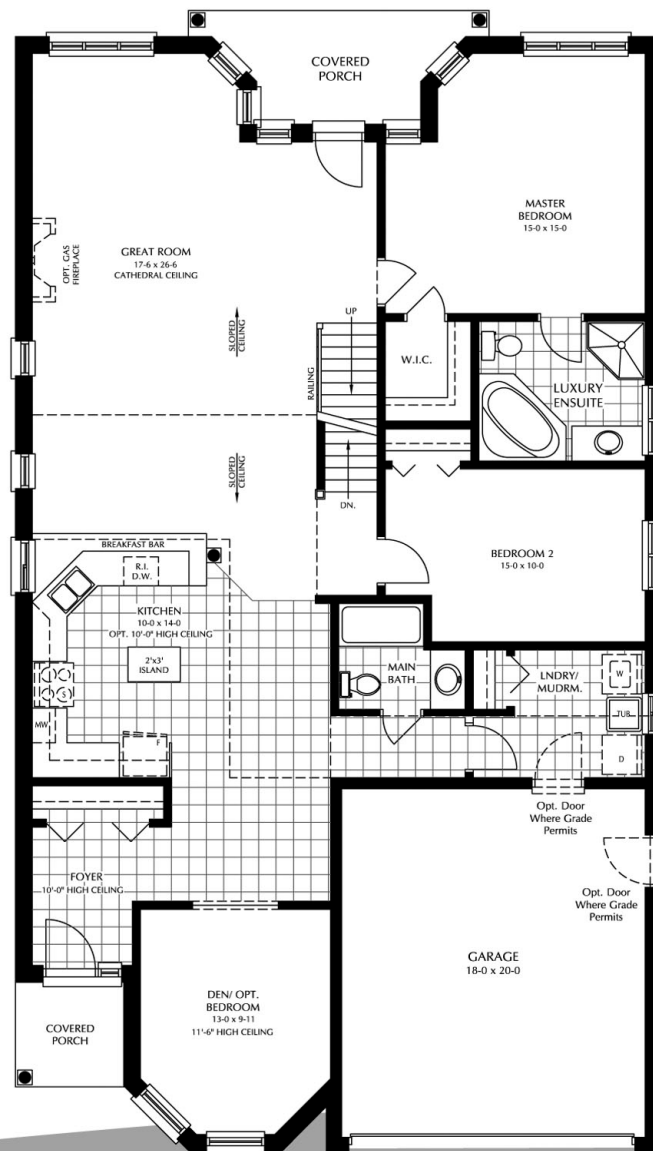 COVERED
PORCH
MASTER
BEDROOM
15-0 x 15-0
GREAT ROOM
17-6 x 26-6
CATHEDRAL CEILING
OPT. GAS
FIREPLACE
SLOPED
CEILING
UP
RAILING
W.I.C.
LUXURY
ENSUITE
SLOPED
CEILING
DN.
BREAKFAST BAR
R.I.
D.W.
BEDROOM 2
15-0 x 10-0
KITCHEN
10-0 x 14-0
OPT. 10'-0" HIGH CEILING
2'x3'
ISLAND
S
MW
F
MAIN
BATH
LNDRY/
MUDRM.
W
TUB
D
Opt. Door
Where Grade
Permits
Opt. Door
Where Grade
Permits
FOYER
10'-0" HIGH CEILING
GARAGE
18-0 x 20-0
DEN/ OPT.
BEDROOM
13-0 x 9-11
11'-6" HIGH CEILING
COVERED
PORCH